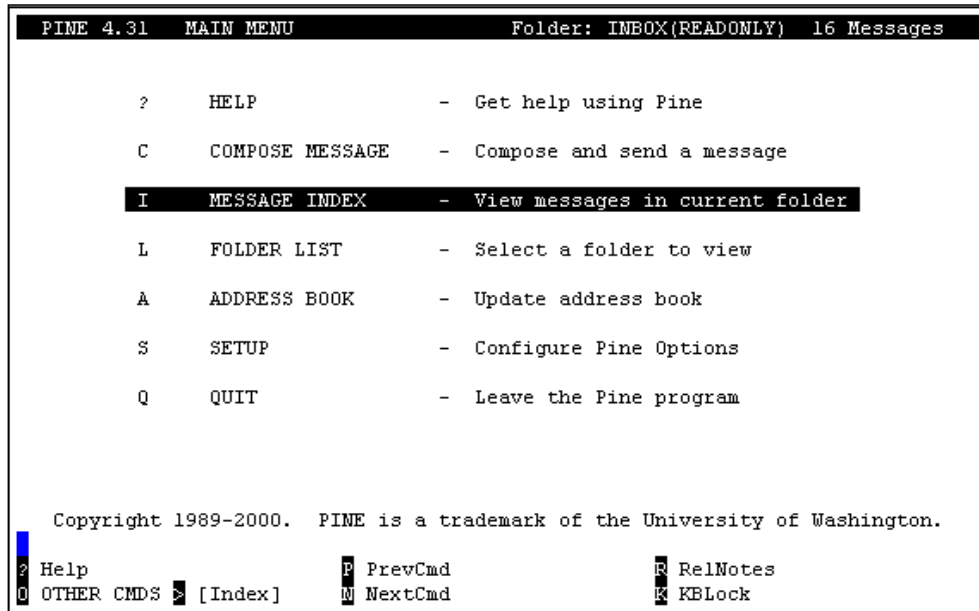 PINE 4.31 MAIN MENU Folder: INBOX(READONLY) 16 Messages
? HELP - Get help using Pine
C COMPOSE MESSAGE - Compose and send a message
I MESSAGE INDEX - View messages in current folder
L FOLDER LIST - Select a folder to view
A ADDRESS BOOK - Update address book
S SETUP - Configure Pine Options
Q QUIT - Leave the Pine program
Copyright 1989-2000. PINE is a trademark of the University of Washington.
? Help P PrevCmd R RelNotes
O OTHER CMDS > [Index] N NextCmd K KBLock